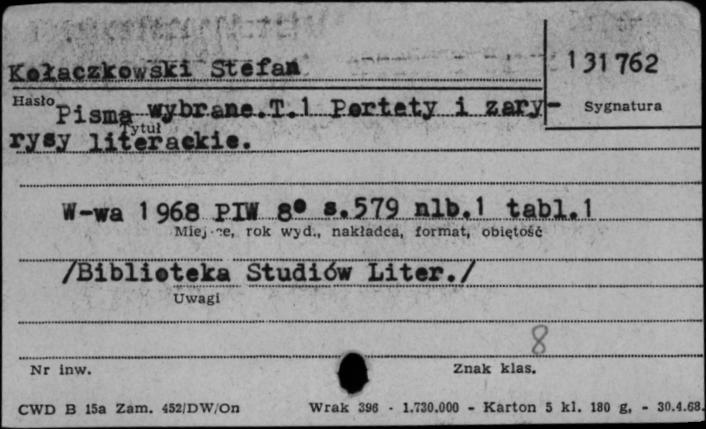 Kołaczkowski Stefan
131762
Hasło
Sygnatura
Pisma wybrane.T.1 Portety i zary-
Tytuł
rysy literackie.
W-wa 1968 PIW 8° s.579 nlb.1 tabl.1
Miejsce, rok wyd., nakładca, format, objętość
/Biblioteka Studiów Liter./
Uwagi
8
Nr inw.
Znak klas.
CWD B 15a Zam. 452/DW/On
Wrak 396 - 1.730.000 - Karton 5 kl. 180 g. - 30.4.68.